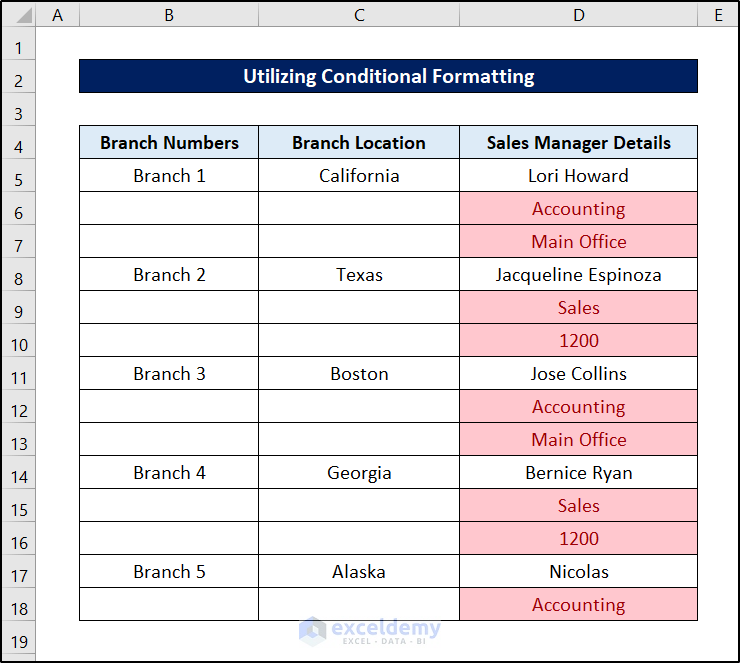 A B C D E
1
2 Utilizing Conditional Formatting
3
4 Branch Numbers Branch Location Sales Manager Details
5 Branch 1 California Lori Howard
6 Accounting
7 Main Office
8 Branch 2 Texas Jacqueline Espinoza
9 Sales
10 1200
11 Branch 3 Boston Jose Collins
12 Accounting
13 Main Office
14 Branch 4 Georgia Bernice Ryan
15 Sales
16 1200
17 Branch 5 Alaska Nicolas
18 Accounting
19 exceldemy
EXCEL - DATA - BI